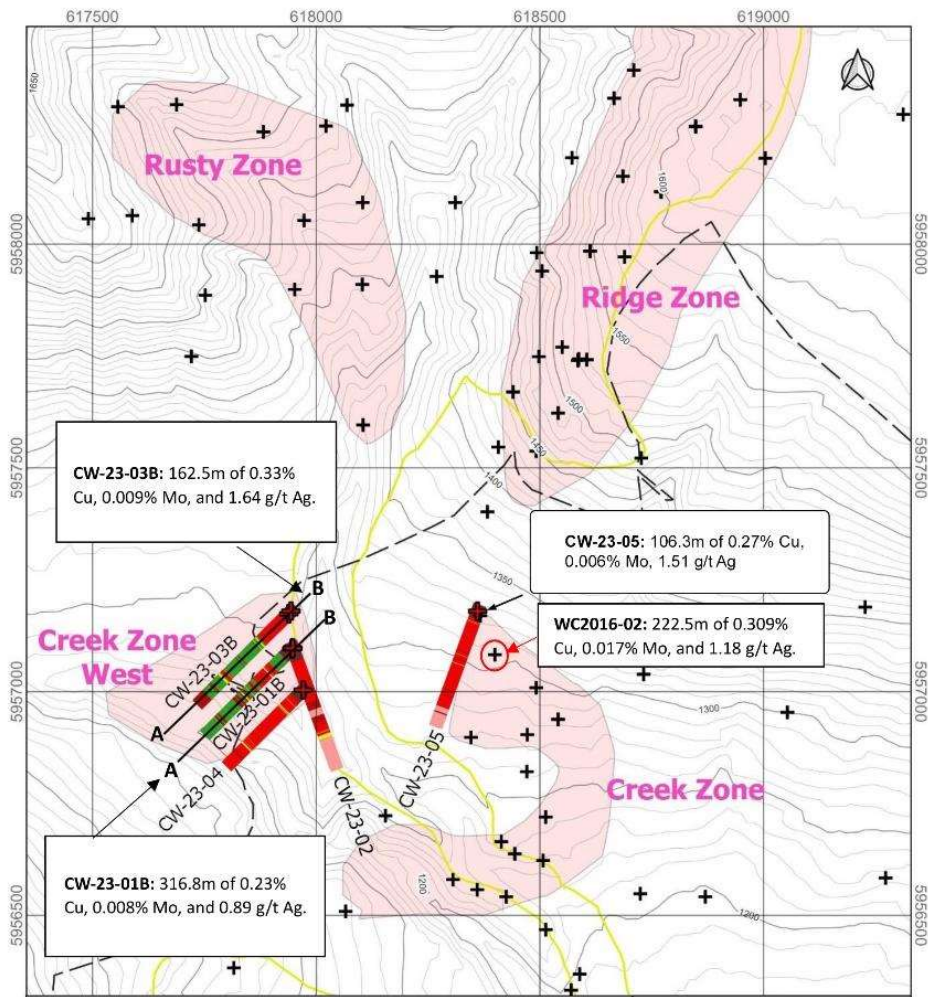 617500 618000 618500 619000
1650
Rusty Zone
1600
5958000
5958000
Ridge Zone
1550
1500
1450
1400
5957500
5957500
CW-23-03B: 162.5m of 0.33%
Cu, 0.009% Mo, and 1.64 g/t Ag.
CW-23-05: 106.3m of 0.27% Cu,
0.006% Mo, 1.51 g/t Ag
1350
B
B
WC2016-02: 222.5m of 0.309%
Cu, 0.017% Mo, and 1.18 g/t Ag.
Creek Zone
West
CW-23-03B
CW-23-01B
5957000
5957000
1300
A
A
CW-23-04
CW-23-02
CW-23-05
Creek Zone
CW-23-01B: 316.8m of 0.23%
Cu, 0.008% Mo, and 0.89 g/t Ag.
1200
1200
5956500
5956500